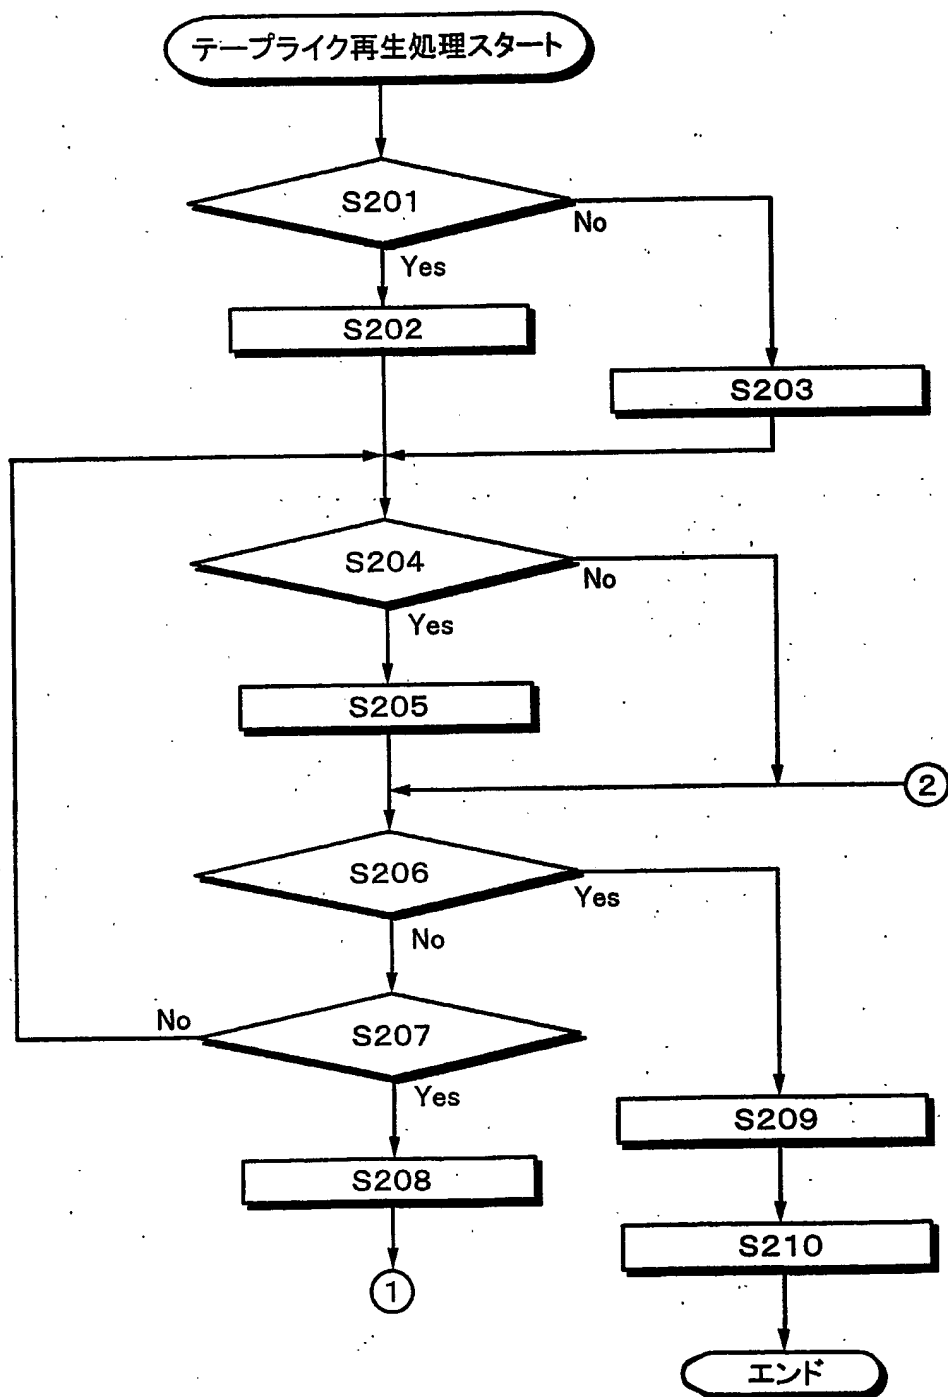 テープライク再生処理スタート
S201
No
Yes
S202
S203
S204
No
Yes
S205
②
S206
Yes
No
No
S207
Yes
S209
S208
S210
①
エンド